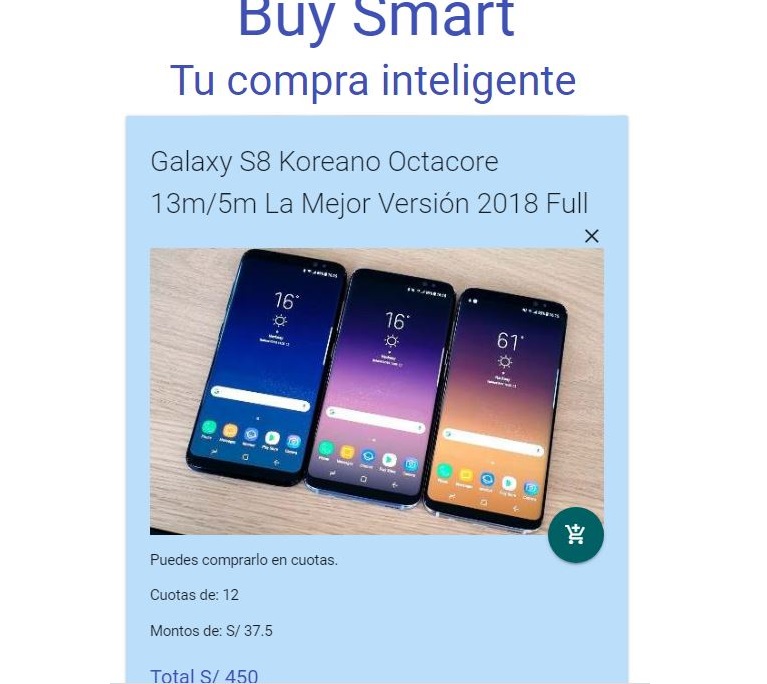 Buy Smart
Tu compra inteligente
Galaxy S8 Koreano Octacore
13m/5m La Mejor Versión 2018 Full
16°
16°
61°
Puedes comprarlo en cuotas.
Cuotas de: 12
Montos de: S/ 37.5
Total S/ 450